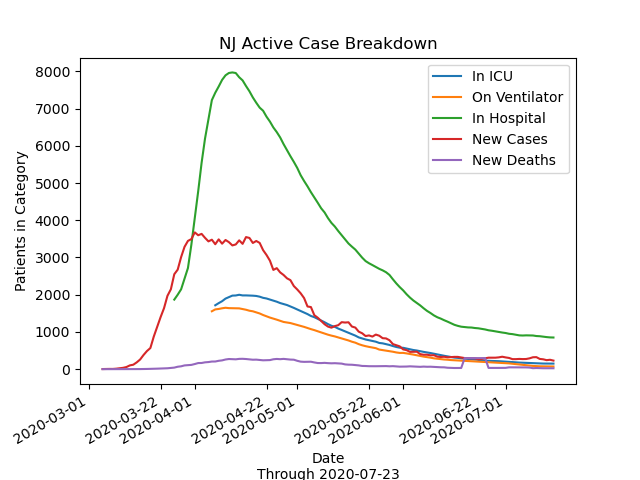 NJ Active Case Breakdown
Patients in Category
8000
7000
6000
5000
4000
3000
2000
1000
0
In ICU
On Ventilator
In Hospital
New Cases
New Deaths
2020-03-01
2020-03-22
2020-04-01
2020-04-22
2020-05-01
2020-05-22
2020-06-01
2020-06-22
2020-07-01
Date
Through 2020-07-23